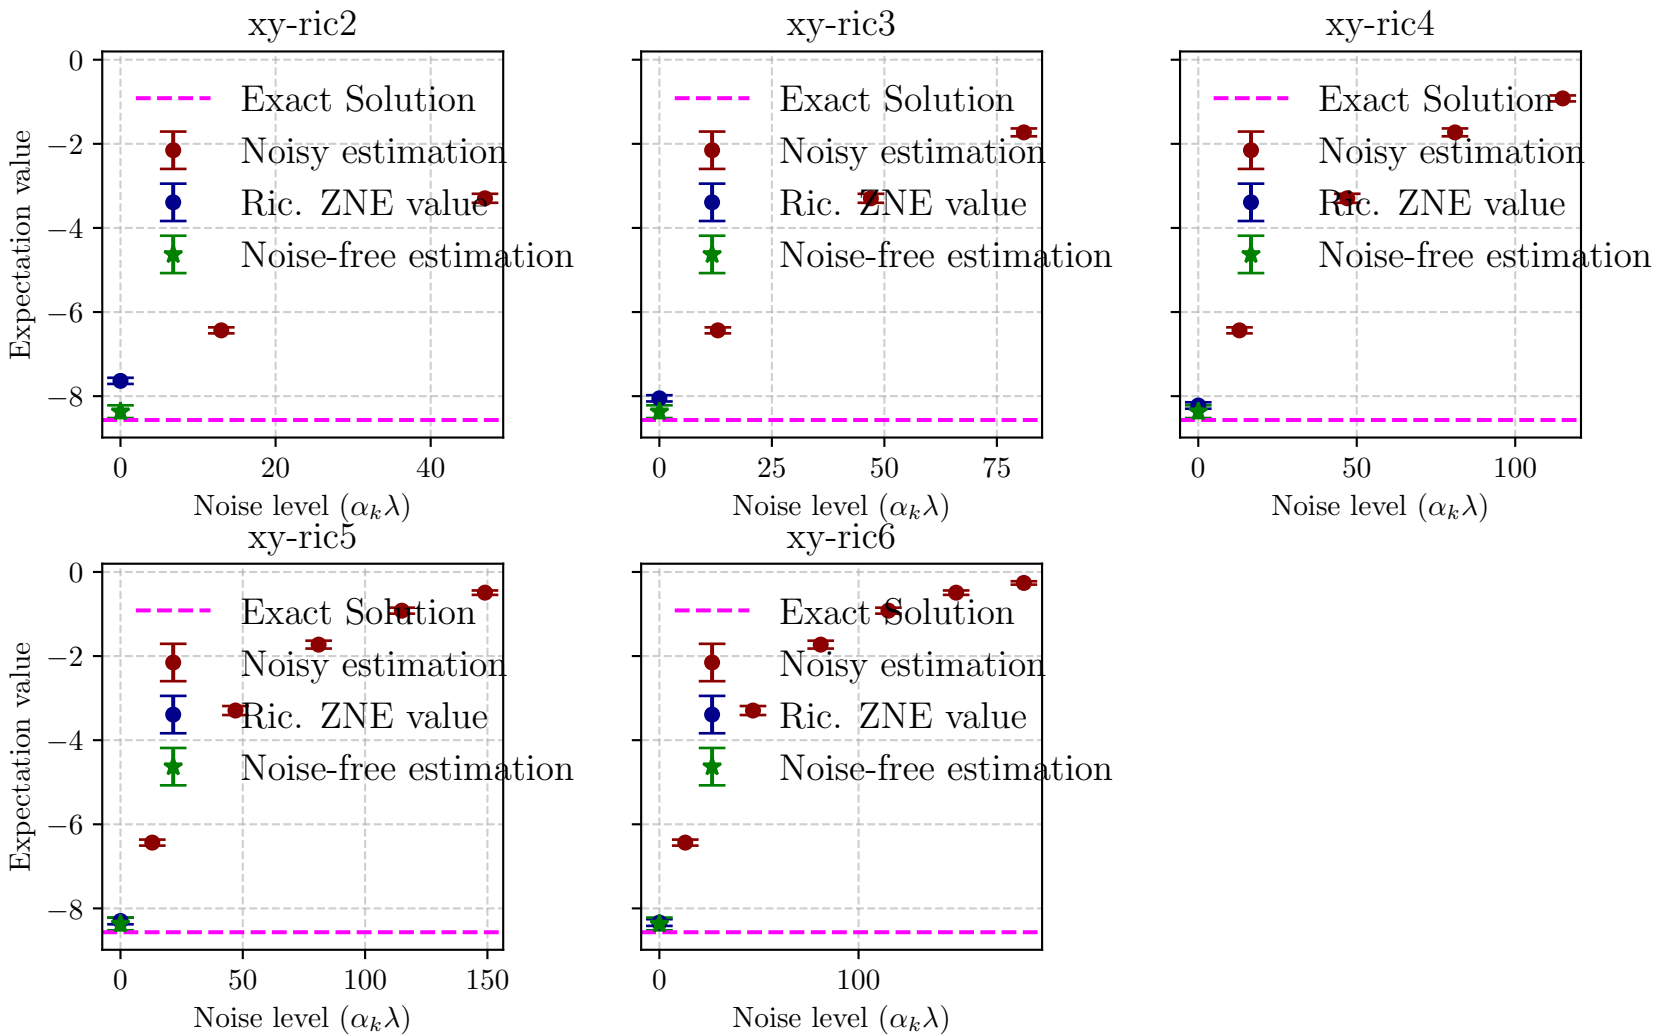 xy-ric2
xy-ric3
xy-ric4
0
−2
−4
−6
−8
Expectation value
Exact Solution
Noisy estimation
Ric. ZNE value
Noise-free estimation
0
20
40
Noise level (α_kλ)
Exact Solution
Noisy estimation
Ric. ZNE value
Noise-free estimation
0
25
50
75
Noise level (α_kλ)
Exact Solution
Noisy estimation
Ric. ZNE value
Noise-free estimation
0
50
100
Noise level (α_kλ)
xy-ric5
xy-ric6
0
−2
−4
−6
−8
Expectation value
Exact Solution
Noisy estimation
Ric. ZNE value
Noise-free estimation
0
50
100
150
Noise level (α_kλ)
Exact Solution
Noisy estimation
Ric. ZNE value
Noise-free estimation
0
100
Noise level (α_kλ)